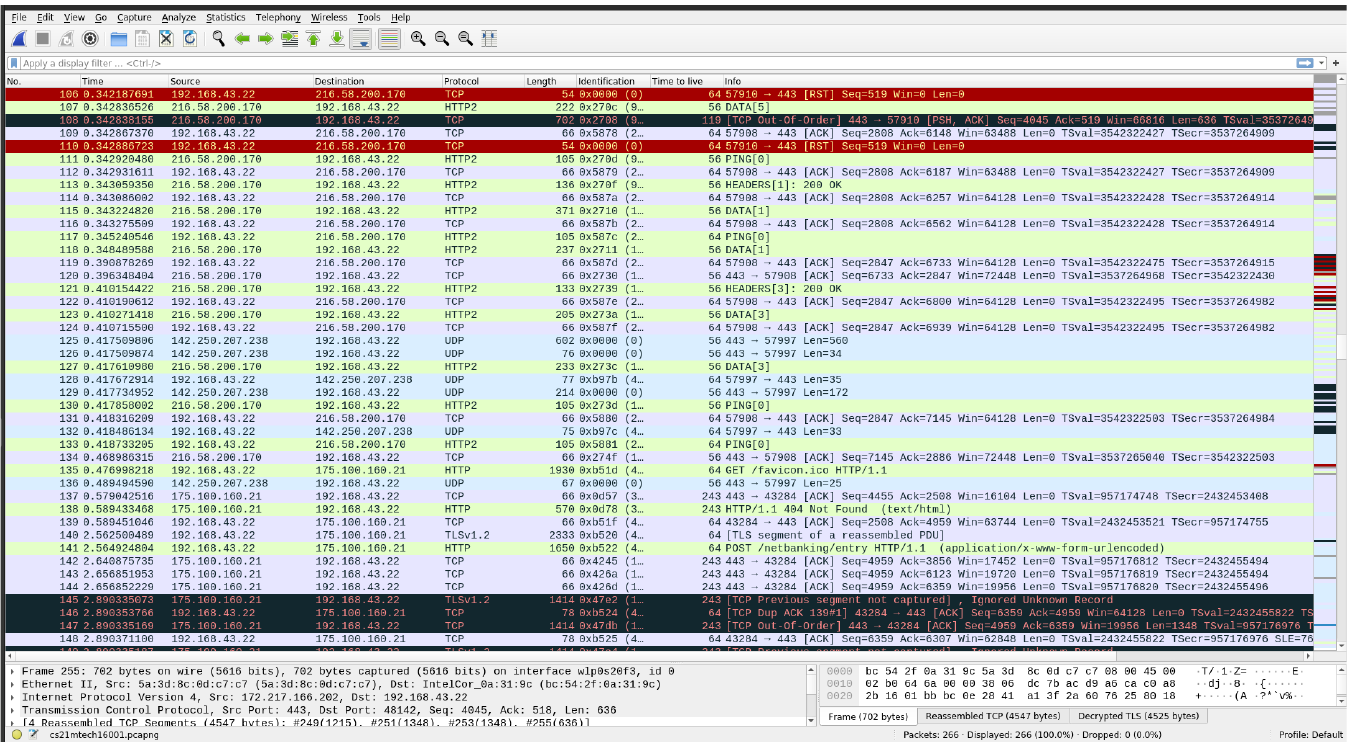 File Edit View Go Capture Analyze Statistics Telephony Wireless Tools Help
Apply a display filter ... <Ctrl-/>
No. Time Source Destination Protocol Length Identification Time to live Info
106 0.342187691 192.168.43.22 216.58.200.170 TCP 54 0x0000 (0) 64 57910 → 443 [RST] Seq=519 Win=0 Len=0
107 0.342836526 216.58.200.170 192.168.43.22 HTTP2 222 0x270c (9… 56 DATA[5]
108 0.342838155 216.58.200.170 192.168.43.22 TCP 702 0x2708 (9… 119 [TCP Out-Of-Order] 443 → 57910 [PSH, ACK] Seq=4045 Ack=519 Win=66816 Len=636 TSval=35372649
109 0.342867370 192.168.43.22 216.58.200.170 TCP 66 0x5878 (2… 64 57908 → 443 [ACK] Seq=2808 Ack=6148 Win=63488 Len=0 TSval=3542322427 TSecr=3537264909
110 0.342886723 192.168.43.22 216.58.200.170 TCP 54 0x0000 (0) 64 57910 → 443 [RST] Seq=519 Win=0 Len=0
111 0.342920480 216.58.200.170 192.168.43.22 HTTP2 105 0x270d (9… 56 PING[0]
112 0.342931611 192.168.43.22 216.58.200.170 TCP 66 0x5879 (2… 64 57908 → 443 [ACK] Seq=2808 Ack=6187 Win=63488 Len=0 TSval=3542322427 TSecr=3537264909
113 0.343059350 216.58.200.170 192.168.43.22 HTTP2 136 0x270f (9… 56 HEADERS[1]: 200 OK
114 0.343086002 192.168.43.22 216.58.200.170 TCP 66 0x587a (2… 64 57908 → 443 [ACK] Seq=2808 Ack=6257 Win=64128 Len=0 TSval=3542322428 TSecr=3537264914
115 0.343224820 216.58.200.170 192.168.43.22 HTTP2 371 0x2710 (1… 56 DATA[1]
116 0.343275509 192.168.43.22 216.58.200.170 TCP 66 0x587b (2… 64 57908 → 443 [ACK] Seq=2808 Ack=6562 Win=64128 Len=0 TSval=3542322428 TSecr=3537264914
117 0.345240546 192.168.43.22 216.58.200.170 HTTP2 105 0x587c (2… 64 PING[0]
118 0.348489588 216.58.200.170 192.168.43.22 HTTP2 237 0x2711 (1… 56 DATA[1]
119 0.390878269 192.168.43.22 216.58.200.170 TCP 66 0x587d (2… 64 57908 → 443 [ACK] Seq=2847 Ack=6733 Win=64128 Len=0 TSval=3542322475 TSecr=3537264915
120 0.396348404 216.58.200.170 192.168.43.22 TCP 66 0x2730 (1… 56 443 → 57908 [ACK] Seq=6733 Ack=2847 Win=72448 Len=0 TSval=3537264968 TSecr=3542322430
121 0.410154422 216.58.200.170 192.168.43.22 HTTP2 133 0x2739 (1… 56 HEADERS[3]: 200 OK
122 0.410190612 192.168.43.22 216.58.200.170 TCP 66 0x587e (2… 64 57908 → 443 [ACK] Seq=2847 Ack=6800 Win=64128 Len=0 TSval=3542322495 TSecr=3537264982
123 0.410271418 216.58.200.170 192.168.43.22 HTTP2 205 0x273a (1… 56 DATA[3]
124 0.410715500 192.168.43.22 216.58.200.170 TCP 66 0x587f (2… 64 57908 → 443 [ACK] Seq=2847 Ack=6939 Win=64128 Len=0 TSval=3542322495 TSecr=3537264982
125 0.417509806 142.250.207.238 192.168.43.22 UDP 602 0x0000 (0) 56 443 → 57997 Len=560
126 0.417509874 142.250.207.238 192.168.43.22 UDP 76 0x0000 (0) 56 443 → 57997 Len=34
127 0.417610980 216.58.200.170 192.168.43.22 HTTP2 233 0x273c (1… 56 DATA[3]
128 0.417672914 192.168.43.22 142.250.207.238 UDP 77 0xb97b (4… 64 57997 → 443 Len=35
129 0.417734952 142.250.207.238 192.168.43.22 UDP 214 0x0000 (0) 56 443 → 57997 Len=172
130 0.417858002 216.58.200.170 192.168.43.22 HTTP2 105 0x273d (1… 56 PING[0]
131 0.418316209 192.168.43.22 216.58.200.170 TCP 66 0x5880 (2… 64 57908 → 443 [ACK] Seq=2847 Ack=7145 Win=64128 Len=0 TSval=3542322503 TSecr=3537264984
132 0.418486134 192.168.43.22 142.250.207.238 UDP 75 0xb97c (4… 64 57997 → 443 Len=33
133 0.418733205 192.168.43.22 216.58.200.170 HTTP2 105 0x5881 (2… 64 PING[0]
134 0.468986315 216.58.200.170 192.168.43.22 TCP 66 0x274f (1… 56 443 → 57908 [ACK] Seq=7145 Ack=2886 Win=72448 Len=0 TSval=3537265040 TSecr=3542322503
135 0.476998218 192.168.43.22 175.100.160.21 HTTP 1930 0xb51d (4… 64 GET /favicon.ico HTTP/1.1
136 0.489494590 142.250.207.238 192.168.43.22 UDP 67 0x0000 (0) 56 443 → 57997 Len=25
137 0.579042516 175.100.160.21 192.168.43.22 TCP 66 0x0d57 (3… 243 443 → 43284 [ACK] Seq=4455 Ack=2508 Win=16104 Len=0 TSval=957174748 TSecr=2432453408
138 0.589433468 175.100.160.21 192.168.43.22 HTTP 570 0x0d78 (3… 243 HTTP/1.1 404 Not Found (text/html)
139 0.589451046 192.168.43.22 175.100.160.21 TCP 66 0xb51f (4… 64 43284 → 443 [ACK] Seq=2508 Ack=4959 Win=63744 Len=0 TSval=2432453521 TSecr=957174755
140 2.562500489 192.168.43.22 175.100.160.21 TLSv1.2 2333 0xb520 (4… 64 [TLS segment of a reassembled PDU]
141 2.564924804 192.168.43.22 175.100.160.21 HTTP 1650 0xb522 (4… 64 POST /netbanking/entry HTTP/1.1 (application/x-www-form-urlencoded)
142 2.640875735 175.100.160.21 192.168.43.22 TCP 66 0x4245 (1… 243 443 → 43284 [ACK] Seq=4959 Ack=3856 Win=17452 Len=0 TSval=957176812 TSecr=2432455494
143 2.656851953 175.100.160.21 192.168.43.22 TCP 66 0x426a (1… 243 443 → 43284 [ACK] Seq=4959 Ack=6123 Win=19720 Len=0 TSval=957176819 TSecr=2432455494
144 2.656852229 175.100.160.21 192.168.43.22 TCP 66 0x426d (1… 243 443 → 43284 [ACK] Seq=4959 Ack=6359 Win=19956 Len=0 TSval=957176820 TSecr=2432455496
145 2.890335073 175.100.160.21 192.168.43.22 TLSv1.2 1414 0x47e2 (1… 243 [TCP Previous segment not captured] , Ignored Unknown Record
146 2.890353766 192.168.43.22 175.100.160.21 TCP 78 0xb524 (4… 64 [TCP Dup ACK 139#1] 43284 → 443 [ACK] Seq=6359 Ack=4959 Win=64128 Len=0 TSval=2432455822 TS
147 2.890335169 175.100.160.21 192.168.43.22 TCP 1414 0x47db (1… 243 [TCP Out-Of-Order] 443 → 43284 [ACK] Seq=4959 Ack=6359 Win=19956 Len=1348 TSval=957176976 T
148 2.890371100 192.168.43.22 175.100.160.21 TCP 78 0xb525 (4… 64 43284 → 443 [ACK] Seq=6359 Ack=6307 Win=62848 Len=0 TSval=2432455822 TSecr=957176976 SLE=76
Frame 255: 702 bytes on wire (5616 bits), 702 bytes captured (5616 bits) on interface wlp0s20f3, id 0
Ethernet II, Src: 5a:3d:8c:0d:c7:c7 (5a:3d:8c:0d:c7:c7), Dst: IntelCor_0a:31:9c (bc:54:2f:0a:31:9c)
Internet Protocol Version 4, Src: 172.217.166.202, Dst: 192.168.43.22
Transmission Control Protocol, Src Port: 443, Dst Port: 48142, Seq: 4045, Ack: 518, Len: 636
[4 Reassembled TCP Segments (4547 bytes): #249(1215), #251(1348), #253(1348), #255(636)]
0000 bc 54 2f 0a 31 9c 5a 3d 8c 0d c7 c7 08 00 45 00 ·T/·1·Z= ······E·
0010 02 b0 64 6a 00 00 38 06 dc 7b ac d9 a6 ca c0 a8 ··dj··8· ·{······
0020 2b 16 01 bb bc 0e 28 41 a1 3f 2a 60 76 25 80 18 +·····(A ·?*`v%··
Frame (702 bytes) Reassembled TCP (4547 bytes) Decrypted TLS (4525 bytes)
cs21mtech16001.pcapng Packets: 266 · Displayed: 266 (100.0%) · Dropped: 0 (0.0%) Profile: Default